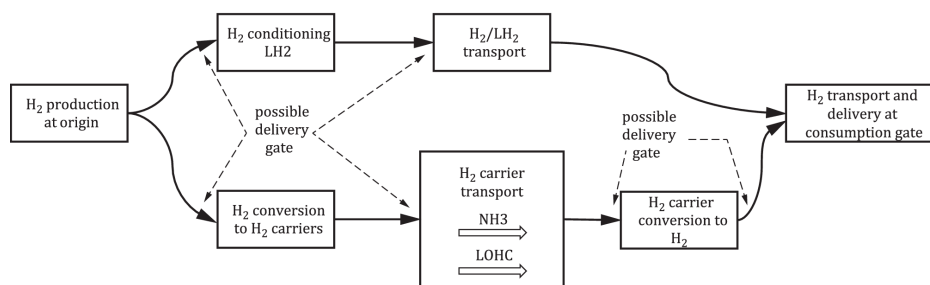 H₂ conditioning
LH2
H₂/LH₂
transport
H₂ production
at origin
possible
delivery
gate
possible
delivery
gate
H₂ transport and
delivery at
consumption gate
H₂ conversion
to H₂ carriers
H₂ carrier
transport
NH3
LOHC
H₂ carrier
conversion to
H₂